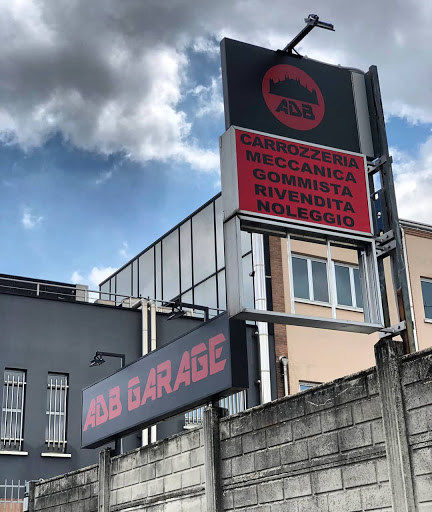 ADB
CARROZZERIA
MECCANICA
GOMMISTA
RIVENDITA
NOLEGGIO
ADB GARAGE